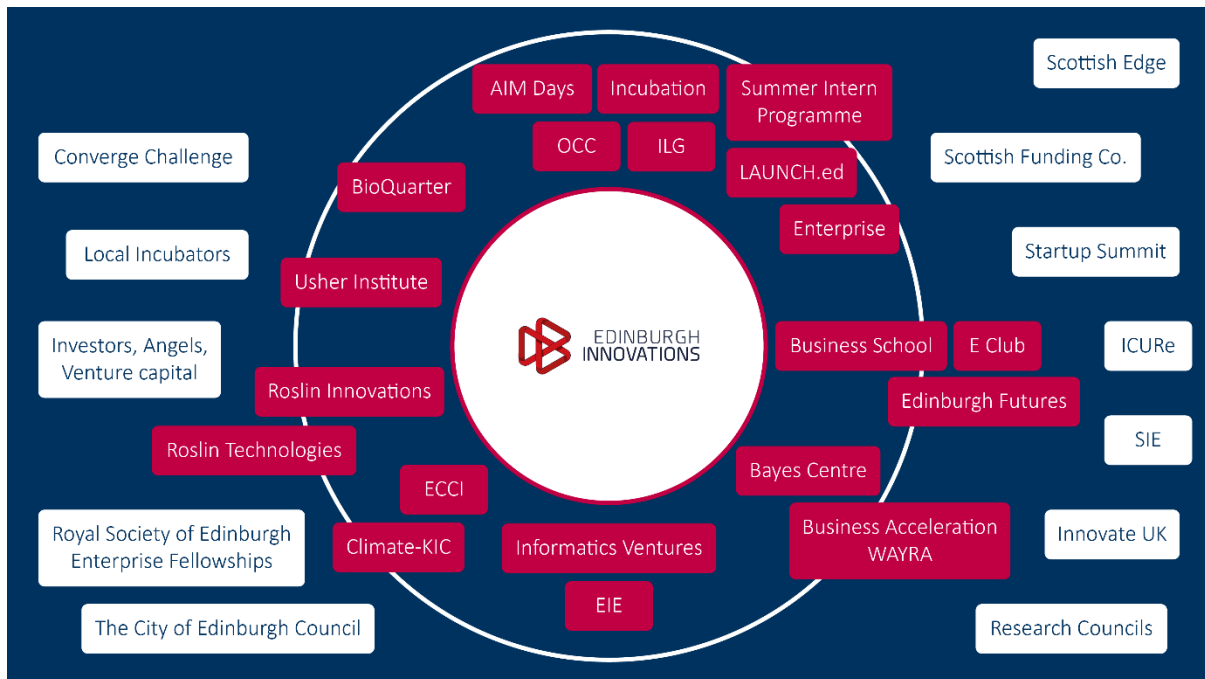 Scottish Edge
AIM Days
Incubation
Summer Intern
Programme
Converge Challenge
OCC
ILG
Scottish Funding Co.
LAUNCH.ed
BioQuarter
Enterprise
Local Incubators
Startup Summit
Usher Institute
EDINBURGH
INNOVATIONS
Investors, Angels,
Venture capital
Business School
E Club
ICURe
Roslin Innovations
Edinburgh Futures
Roslin Technologies
SIE
Bayes Centre
ECCI
Royal Society of Edinburgh
Enterprise Fellowships
Climate-KIC
Informatics Ventures
Business Acceleration
WAYRA
Innovate UK
EIE
The City of Edinburgh Council
Research Councils